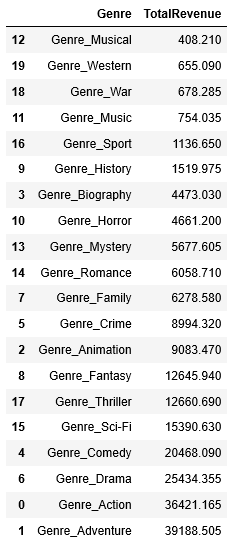 Genre TotalRevenue
12 Genre_Musical 408.210
19 Genre_Western 655.090
18 Genre_War 678.285
11 Genre_Music 754.035
16 Genre_Sport 1136.650
9 Genre_History 1519.975
3 Genre_Biography 4473.030
10 Genre_Horror 4661.200
13 Genre_Mystery 5677.605
14 Genre_Romance 6058.710
7 Genre_Family 6278.580
5 Genre_Crime 8994.320
2 Genre_Animation 9083.470
8 Genre_Fantasy 12645.940
17 Genre_Thriller 12660.690
15 Genre_Sci-Fi 15390.630
4 Genre_Comedy 20468.090
6 Genre_Drama 25434.355
0 Genre_Action 36421.165
1 Genre_Adventure 39188.505